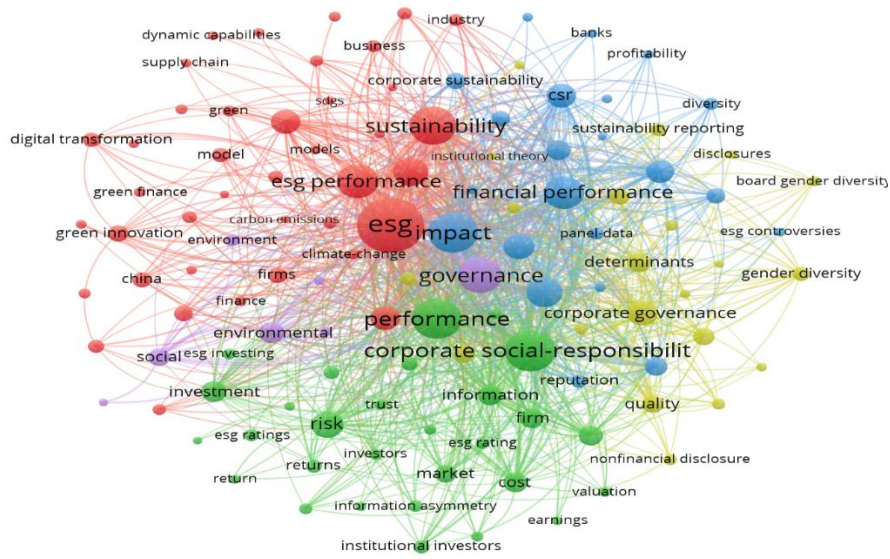 industry
dynamic capabilities
banks
business
profitability
supply chain
corporate sustainability
csr
sdgs
diversity
green
sustainability
sustainability reporting
digital transformation
models
model
institutional theory
disclosures
esg performance
financial performance
board gender diversity
green finance
carbon emissions
esg
impact
panel-data
esg controversies
green innovation
environment
climate-change
determinants
china
firms
governance
gender diversity
finance
performance
corporate governance
environmental
social
esg investing
corporate social-responsibilit
reputation
investment
information
quality
trust
risk
firm
esg ratings
esg rating
investors
nonfinancial disclosure
returns
return
market
cost
valuation
information asymmetry
earnings
institutional investors